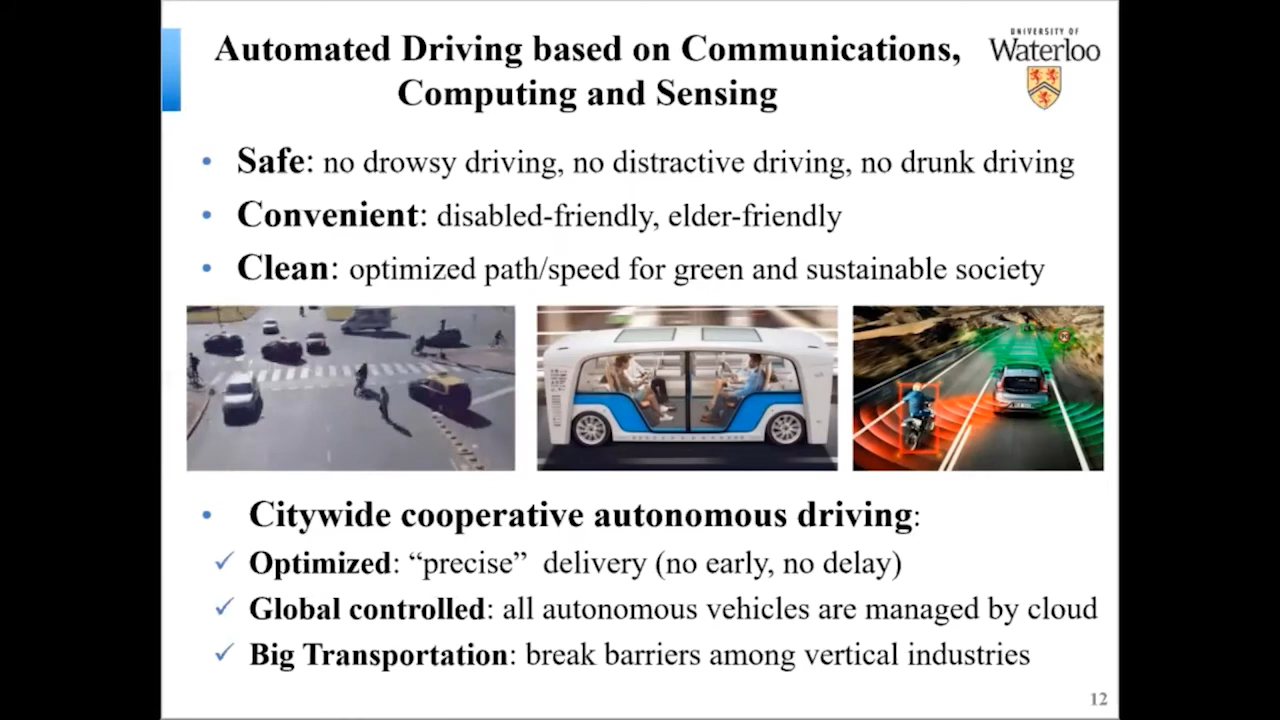 Automated Driving based on Communications,
Computing and Sensing
UNIVERSITY OF
Waterloo
• Safe: no drowsy driving, no distractive driving, no drunk driving
• Convenient: disabled-friendly, elder-friendly
• Clean: optimized path/speed for green and sustainable society
• Citywide cooperative autonomous driving:
✓ Optimized: “precise” delivery (no early, no delay)
✓ Global controlled: all autonomous vehicles are managed by cloud
✓ Big Transportation: break barriers among vertical industries
12